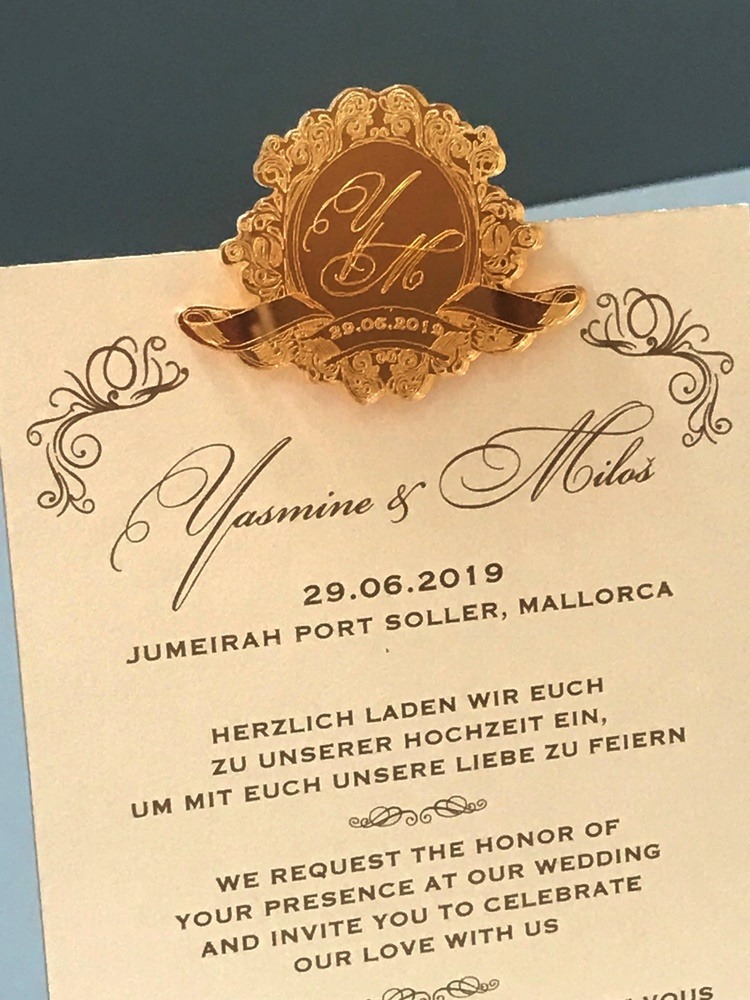 YM
29.06.2019
Yasmine & Miloš
29.06.2019
JUMEIRAH PORT SOLLER, MALLORCA
HERZLICH LADEN WIR EUCH
ZU UNSERER HOCHZEIT EIN,
UM MIT EUCH UNSERE LIEBE ZU FEIERN
WE REQUEST THE HONOR OF
YOUR PRESENCE AT OUR WEDDING
AND INVITE YOU TO CELEBRATE
OUR LOVE WITH US
VOUS